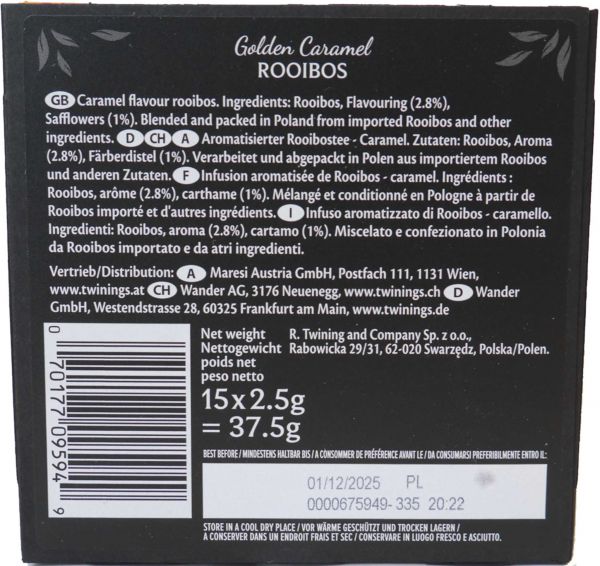 Golden Caramel
ROOIBOS
GB Caramel flavour rooibos. Ingredients: Rooibos, Flavouring (2.8%),
Safflowers (1%). Blended and packed in Poland from imported Rooibos and other
ingredients. D CH A Aromatisierter Rooibostee - Caramel. Zutaten: Rooibos, Aroma
(2.8%), Färberdistel (1%). Verarbeitet und abgepackt in Polen aus importiertem Rooibos
und anderen Zutaten. F Infusion aromatisée de Rooibos - caramel. Ingrédients :
Rooibos, arôme (2.8%), carthame (1%). Mélangé et conditionné en Pologne à partir de
Rooibos importé et d'autres ingrédients. I Infuso aromatizzato di Rooibos - caramello.
Ingredienti: Rooibos, aroma (2.8%), cartamo (1%). Miscelato e confezionato in Polonia
da Rooibos importato e da atri ingredienti.
Vertrieb/Distribution: A Maresi Austria GmbH, Postfach 111, 1131 Wien,
www.twinings.at CH Wander AG, 3176 Neuenegg, www.twinings.ch D Wander
GmbH, Westendstrasse 28, 60325 Frankfurt am Main, www.twinings.de
0 70177 09594 9
Net weight
Nettogewicht
poids net
peso netto
R. Twining and Company Sp. z o.o.,
Rabowicka 29/31, 62-020 Swarzędz, Polska/Polen.
15 x 2.5g
= 37.5g
BEST BEFORE / MINDESTENS HALTBAR BIS / A CONSOMMER DE PRÉFÉRENCE AVANT LE / DA CONSUMARSI PREFERIBILMENTE ENTRO IL:
01/12/2025 PL
0000675949-335 20:22
STORE IN A COOL DRY PLACE / VOR WÄRME GESCHÜTZT UND TROCKEN LAGERN /
A CONSERVER DANS UN ENDROIT FRAIS ET SEC / CONSERVARE IN LUOGO FRESCO E ASCIUTTO.